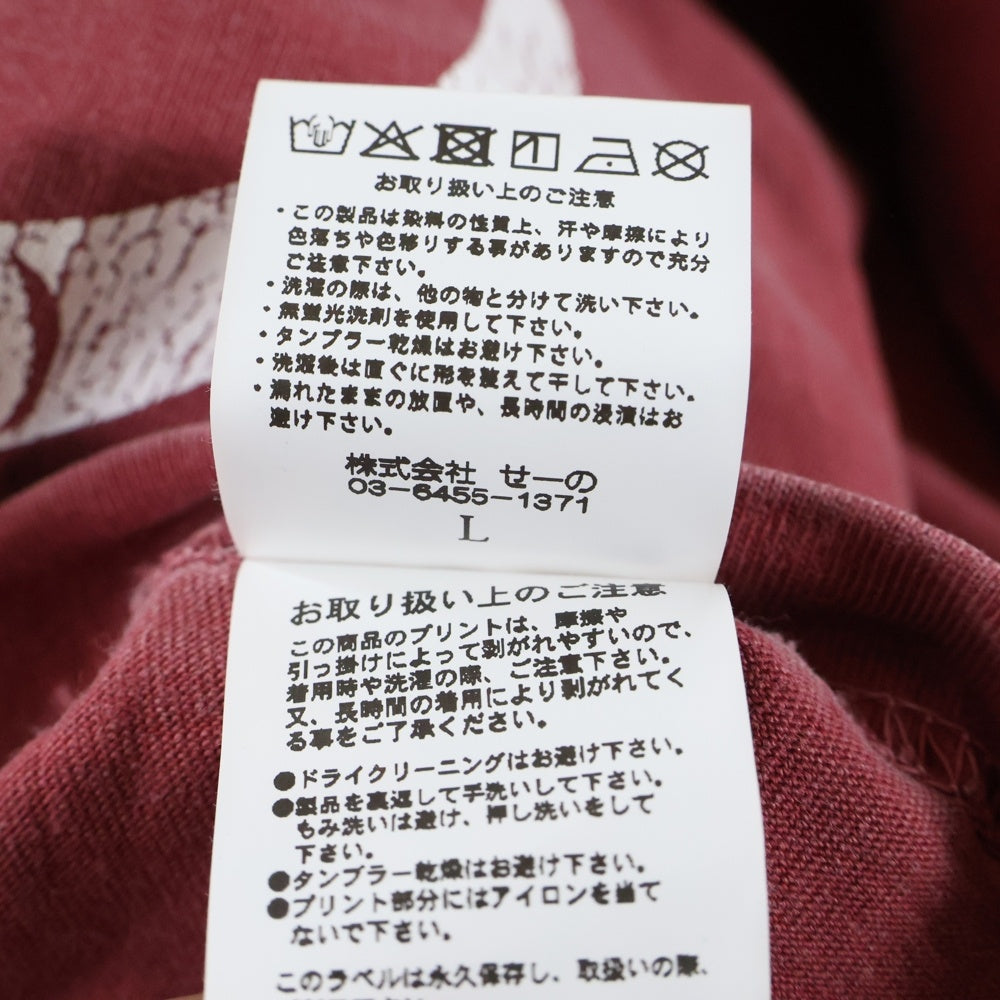 お取り扱い上のご注意
・この製品は染料の性質上、汗や摩擦により
色落ちや色移りする事がありますので充分
ご注意下さい。
・洗濯の際は、他の物と分けて洗い下さい。
・無蛍光洗剤を使用して下さい。
・タンブラー乾燥はお避け下さい。
・洗濯後は直ぐに形を整えて干して下さい。
・濡れたままの放置や、長時間の浸漬はお
避け下さい。
株式会社 せーの
03-6455-1371
L
お取り扱い上のご注意
この商品のプリントは、摩擦や
引っ掛けによって剥がれやすいので、
着用時や洗濯の際、ご注意下さい。
又、長時間の着用により剥がれてく
る事をご了承ください。
●ドライクリーニングはお避け下さい。
●製品を裏返して手洗いして下さい。
もみ洗いは避け、押し洗いをして
下さい。
●タンブラー乾燥はお避け下さい。
●プリント部分にはアイロンを当て
ないで下さい。
このラベルは永久保存し、取扱いの際、